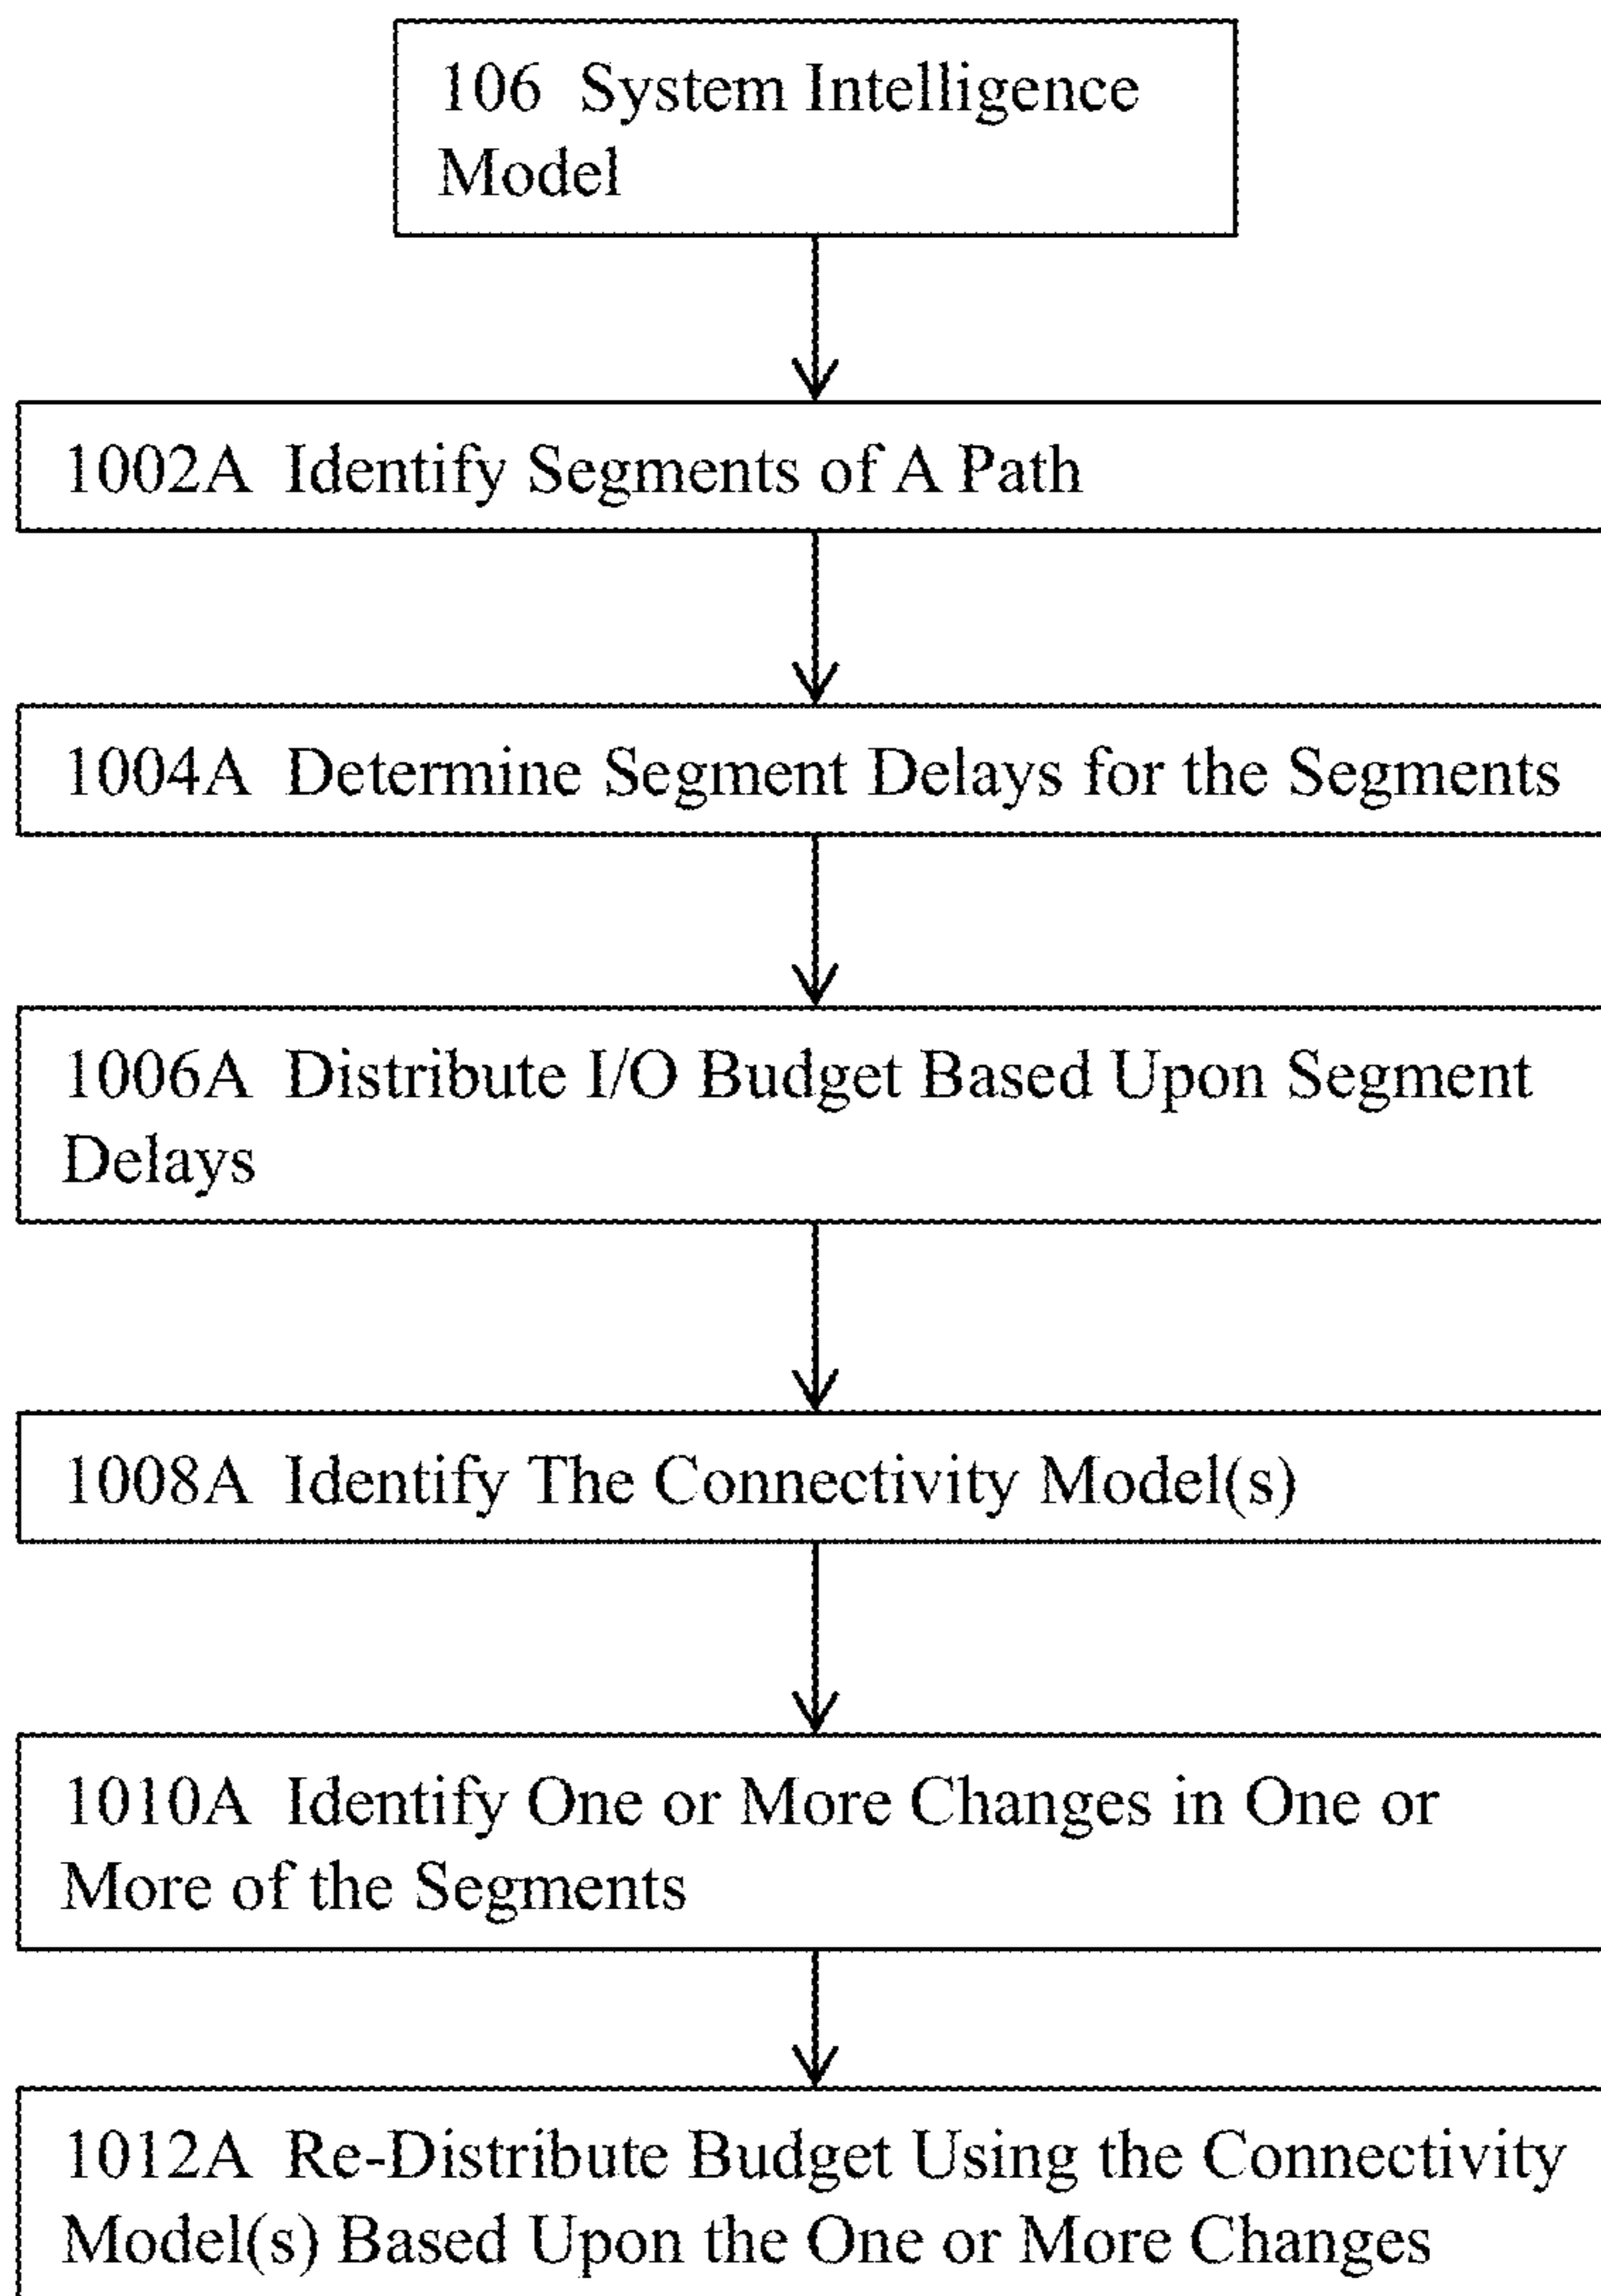 106 System Intelligence
Model
1002A Identify Segments of A Path
1004A Determine Segment Delays for the Segments
1006A Distribute I/O Budget Based Upon Segment
Delays
1008A Identify The Connectivity Model(s)
1010A Identify One or More Changes in One or
More of the Segments
1012A Re-Distribute Budget Using the Connectivity
Model(s) Based Upon the One or More Changes